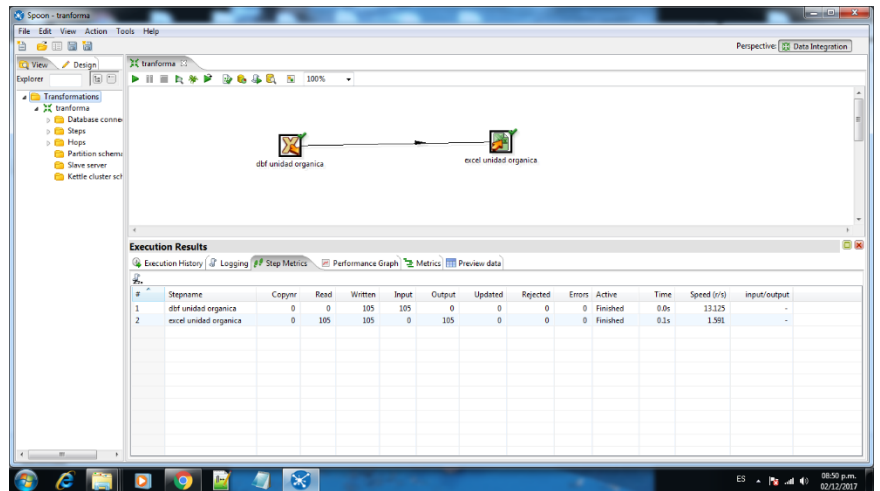 Spoon - tranforma
File Edit View Action Tools Help
Perspective: Data Integration
View Design
tranforma
Explorer
100%
Transformations
tranforma
Database conne
Steps
Hops
Partition schema
Slave server
Kettle cluster sch
dbf unidad organica
excel unidad organica
Execution Results
Execution History Logging Step Metrics Performance Graph Metrics Preview data
# Stepname Copynr Read Written Input Output Updated Rejected Errors Active Time Speed (r/s) input/output
1 dbf unidad organica 0 0 105 105 0 0 0 0 Finished 0.0s 13.125 -
2 excel unidad organica 0 105 105 0 105 0 0 0 Finished 0.1s 1.591 -
ES 08:50 p.m.
02/12/2017